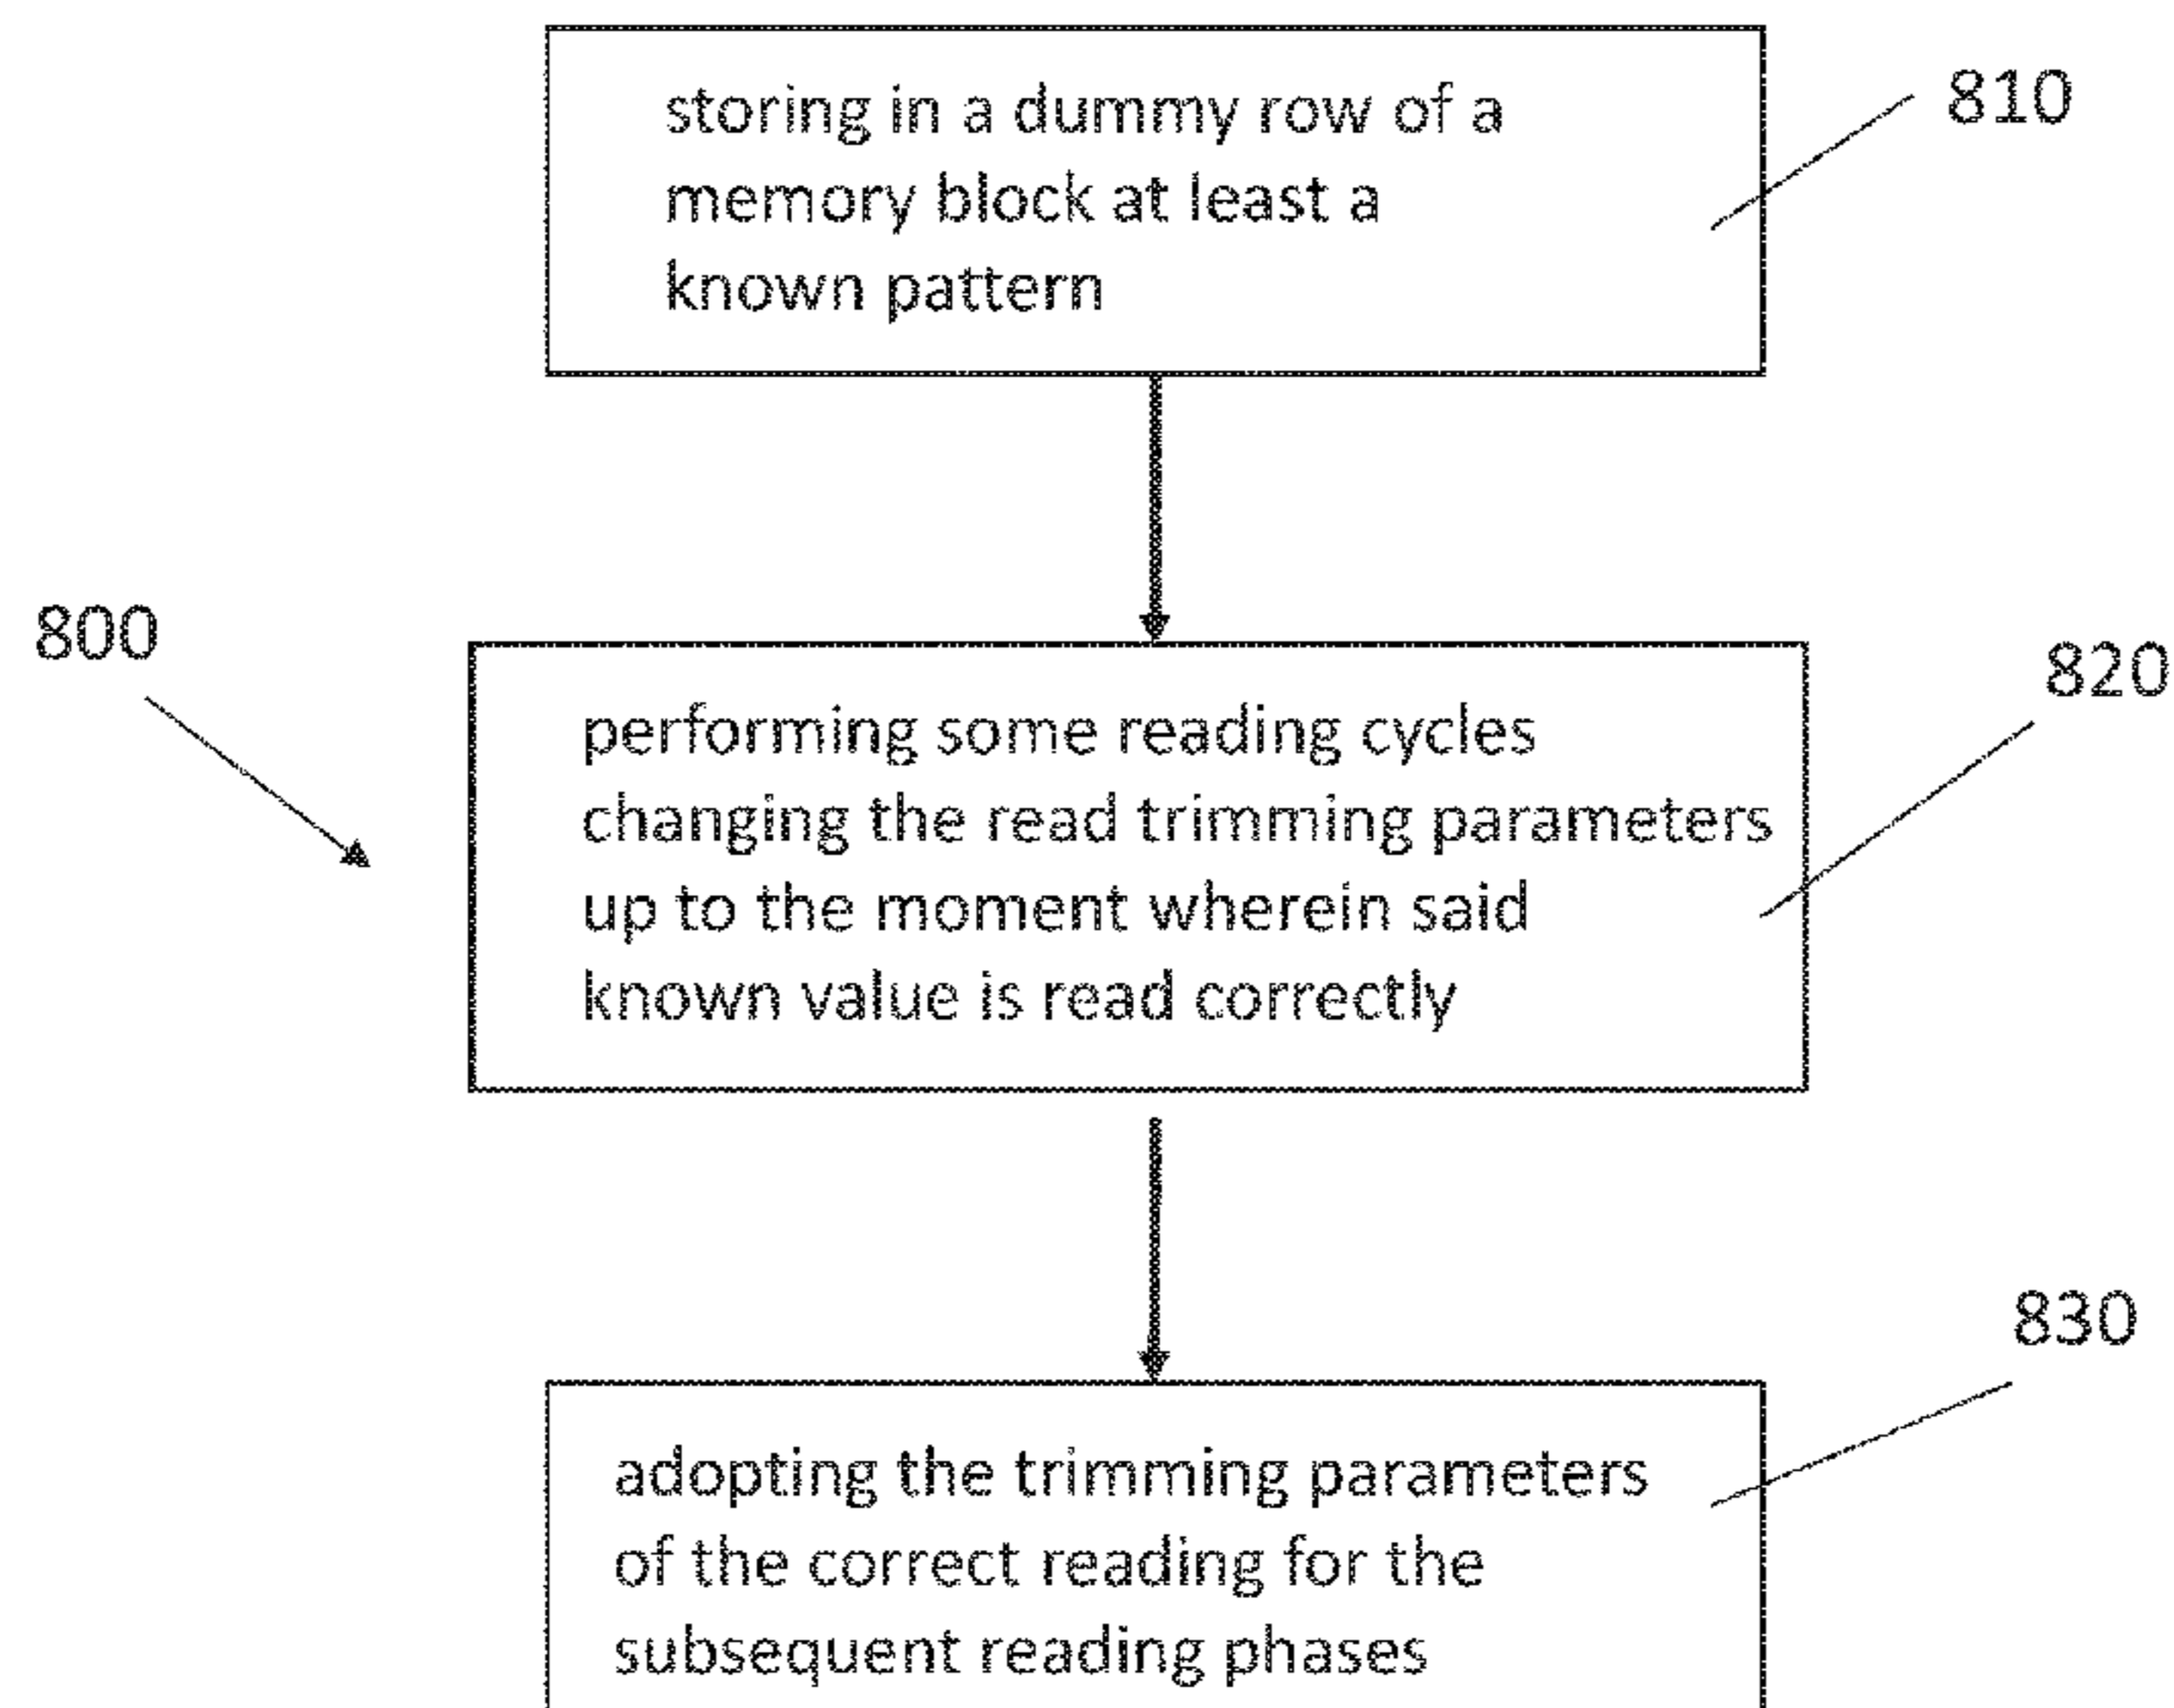 storing in a dummy row of a
memory block at least a
known pattern
810
800
performing some reading cycles
changing the read trimming parameters
up to the moment wherein said
known value is read correctly
820
adopting the trimming parameters
of the correct reading for the
subsequent reading phases
830